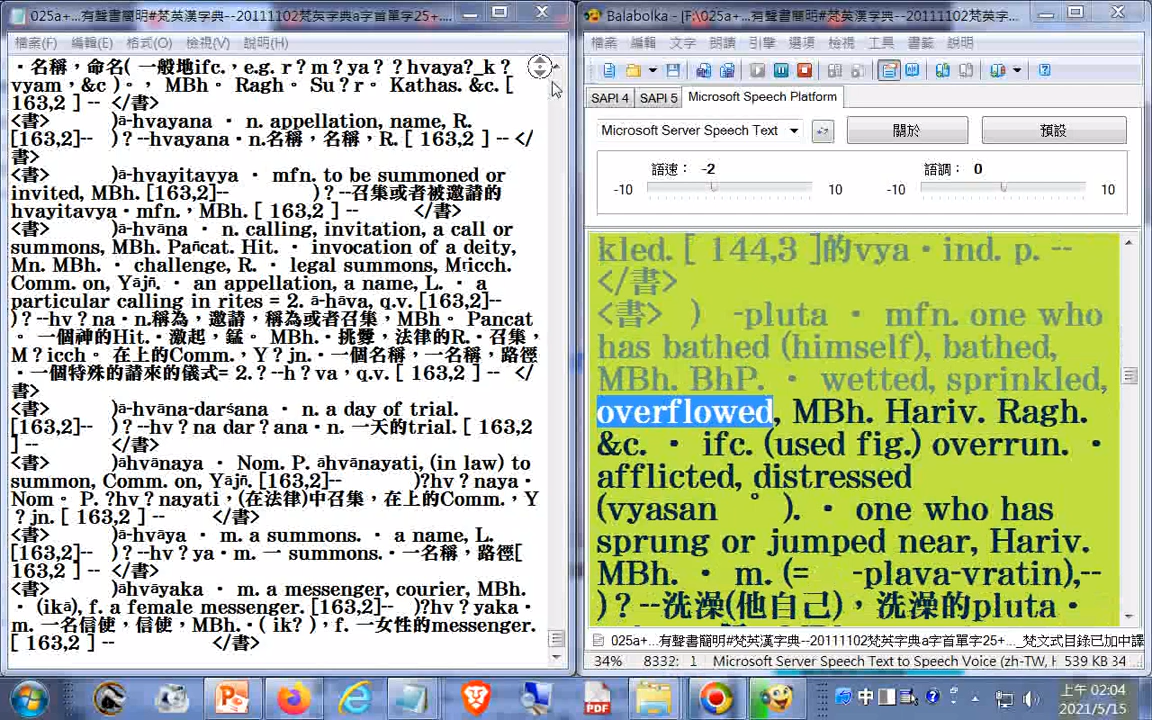 025a+...有聲書簡明#梵英漢字典--20111102梵英字典a字首單字25+...
檔案(F) 編輯(E) 格式(O) 檢視(V) 說明(H)
‧名稱,命名( 一般地ifc.,e.g. r?m?ya??hvaya?_k?
vyam,&c )。, MBh。Ragh。Su?r。Kathas. &c. [
163,2 ] -- </書>
<書> )ā-hvayana ‧ n. appellation, name, R.
[163,2]-- )?--hvayana‧n.名稱,名稱,R. [ 163,2 ] -- </
書>
<書> )ā-hvayitavya ‧ mfn. to be summoned or
invited, MBh. [163,2]-- )?--召集或者被邀請的
hvayitavya‧mfn.,MBh. [ 163,2 ] -- </書>
<書> )ā-hvāna ‧ n. calling, invitation, a call or
summons, MBh. Pañcat. Hit. ‧ invocation of a deity,
Mn. MBh. ‧ challenge, R. ‧ legal summons, Mṛicch.
Comm. on, Yājñ. ‧ an appellation, a name, L. ‧ a
particular calling in rites = 2. ā-hāva, q.v. [163,2]--
)?--hv?na‧n.稱為,邀請,稱為或者召集,MBh。Pancat
‧一個神的Hit.‧激起,錳。MBh.‧挑釁,法律的R.‧召集,
M?icch。在上的Comm.,Y?jn.‧一個名稱,一名稱,路徑
‧一個特殊的請來的儀式= 2.?--h?va,q.v. [ 163,2 ] -- </
書>
<書> )ā-hvāna-darśana ‧ n. a day of trial.
[163,2]-- )?--hv?na dar?ana‧n. 一天的trial. [ 163,2
] -- </書>
<書> )āhvānaya ‧ Nom. P. āhvānayati, (in law) to
summon, Comm. on, Yājñ. [163,2]-- )?hv?naya‧
Nom。P. ?hv?nayati,(在法律)中召集,在上的Comm.,Y
?jn. [ 163,2 ] -- </書>
<書> )ā-hvāya ‧ m. a summons. ‧ a name, L.
[163,2]-- )?--hv?ya‧m. 一 summons.‧一名稱,路徑[
163,2 ] -- </書>
<書> )āhvāyaka ‧ m. a messenger, courier, MBh.
‧ (ikā), f. a female messenger. [163,2]-- )?hv?yaka‧
m. 一名信使,信使,MBh.‧( ik?),f. 一女性的messenger.
[ 163,2 ] -- </書>
Balabolka - [F:\025a+...有聲書簡明#梵英漢字典--20111102梵英字...
檔案 編輯 文字 朗讀 引擎 選項 檢視 工具 書籤 說明
SAPI 4 SAPI 5 Microsoft Speech Platform
Microsoft Server Speech Text 關於 預設
語速: -2 語調: 0
-10 10 -10 10
kled. [ 144,3 ]的vya‧ind. p. --
</書>
<書> ) -pluta ‧ mfn. one who
has bathed (himself), bathed,
MBh. BhP. ‧ wetted, sprinkled,
overflowed, MBh. Hariv. Ragh.
&c. ‧ ifc. (used fig.) overrun. ‧
afflicted, distressed
(vyasan ° ). ‧ one who has
sprung or jumped near, Hariv.
MBh. ‧ m. (= -plava-vratin),--
)?--洗澡(他自己),洗澡的pluta‧
025a+...有聲書簡明#梵英漢字典--20111102梵英字典a字首單字25+..._梵文式目錄已加中譯
34% 8332: 1 Microsoft Server Speech Text to Speech Voice (zh-TW, H 539 KB 34
PDF
中
上午 02:04
2021/5/15